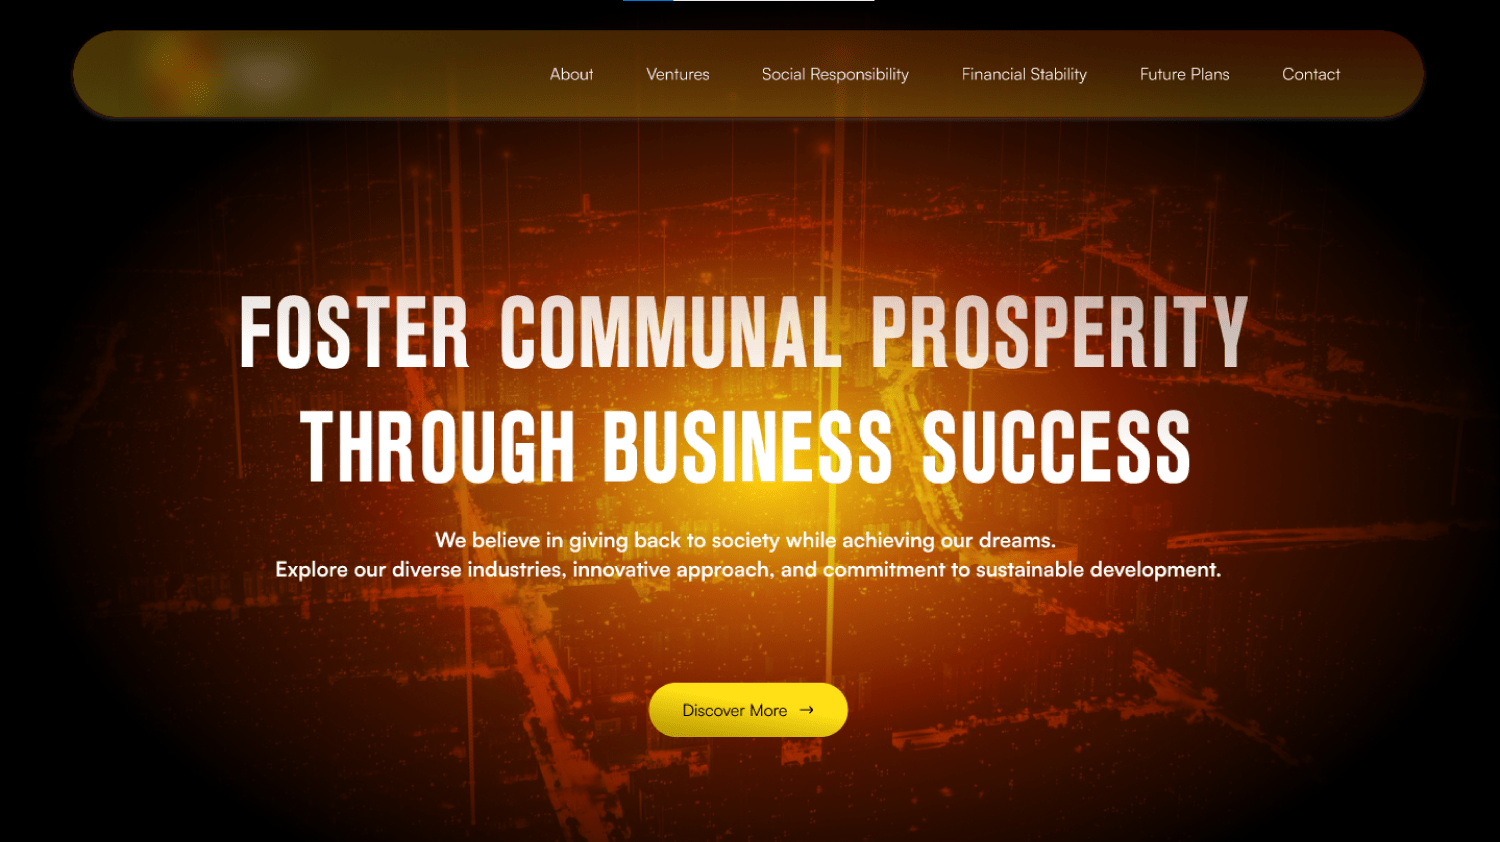 About Ventures Social Responsibility Financial Stability Future Plans Contact
FOSTER COMMUNAL PROSPERITY
THROUGH BUSINESS SUCCESS
We believe in giving back to society while achieving our dreams.
Explore our diverse industries, innovative approach, and commitment to sustainable development.
Discover More →